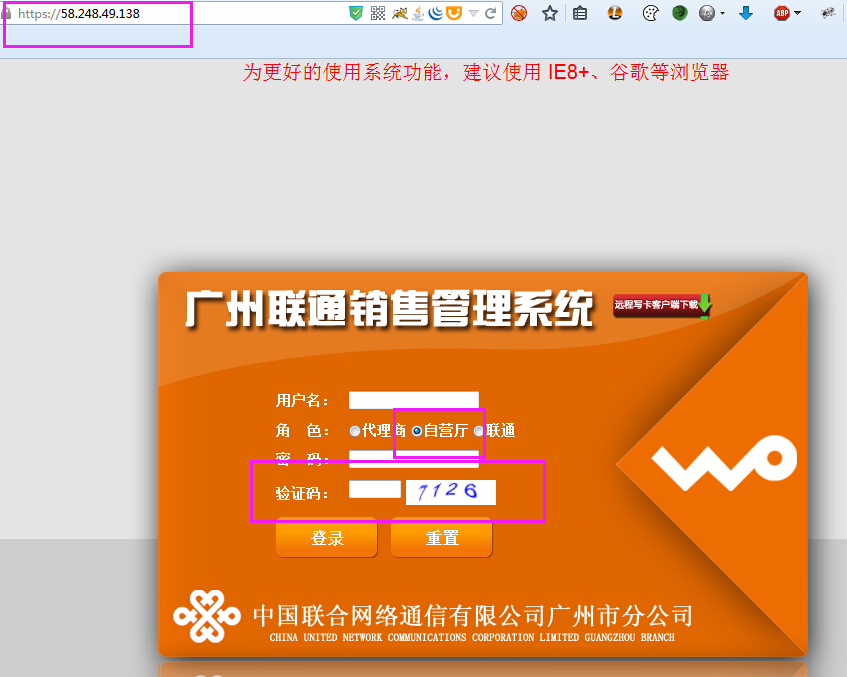 https://58.248.49.138
ABP
为更好的使用系统功能，建议使用 IE8+、谷歌等浏览器
广州联通销售管理系统
远程写卡客户端下载
用户名：
角 色： 代理商 自营厅 联通
密 码：
验证码： 7126
登录 重置
中国联合网络通信有限公司广州市分公司
CHINA UNITED NETWORK COMMUNICATIONS CORPORATION LIMITED GUANGZHOU BRANCH